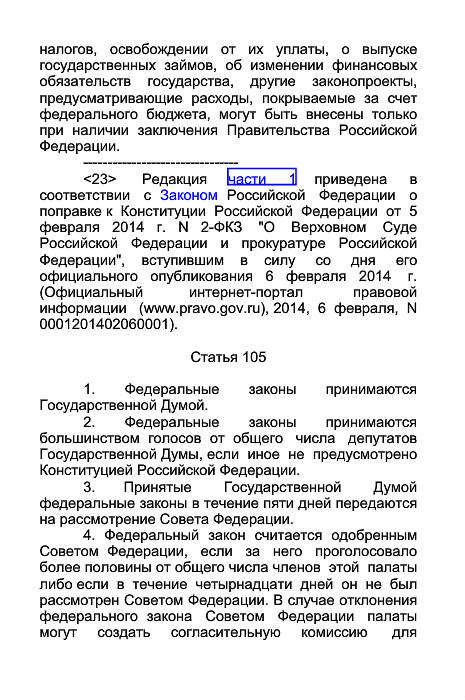 налогов, освобождении от их уплаты, о выпуске
государственных займов, об изменении финансовых
обязательств государства, другие законопроекты,
предусматривающие расходы, покрываемые за счет
федерального бюджета, могут быть внесены только
при наличии заключения Правительства Российской
Федерации.
--------------------------------
<23> Редакция части 1 приведена в
соответствии с Законом Российской Федерации о
поправке к Конституции Российской Федерации от 5
февраля 2014 г. N 2-ФКЗ "О Верховном Суде
Российской Федерации и прокуратуре Российской
Федерации", вступившим в силу со дня его
официального опубликования 6 февраля 2014 г.
(Официальный интернет-портал правовой
информации (www.pravo.gov.ru), 2014, 6 февраля, N
0001201402060001).
Статья 105
1. Федеральные законы принимаются
Государственной Думой.
2. Федеральные законы принимаются
большинством голосов от общего числа депутатов
Государственной Думы, если иное не предусмотрено
Конституцией Российской Федерации.
3. Принятые Государственной Думой
федеральные законы в течение пяти дней передаются
на рассмотрение Совета Федерации.
4. Федеральный закон считается одобренным
Советом Федерации, если за него проголосовало
более половины от общего числа членов этой палаты
либо если в течение четырнадцати дней он не был
рассмотрен Советом Федерации. В случае отклонения
федерального закона Советом Федерации палаты
могут создать согласительную комиссию для